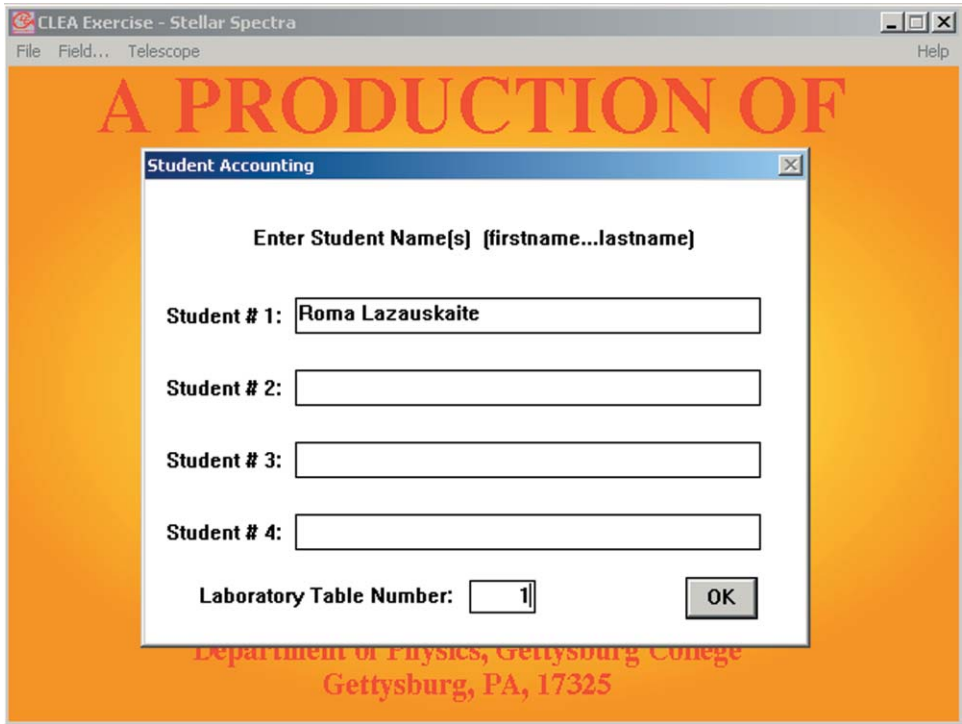 CLEA Exercise - Stellar Spectra
File Field... Telescope Help
A PRODUCTION OF
Student Accounting
Enter Student Name(s) (firstname...lastname)
Student # 1: Roma Lazauskaite
Student # 2:
Student # 3:
Student # 4:
Laboratory Table Number: 1 OK
Department of Physics, Gettysburg College
Gettysburg, PA, 17325